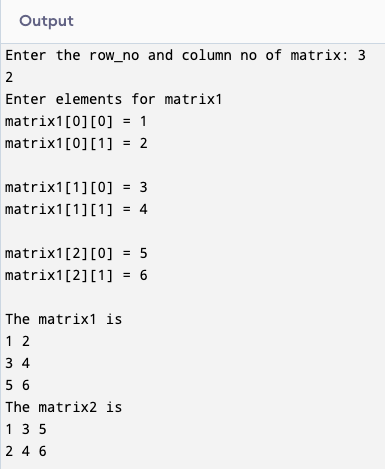 Output
Enter the row_no and column no of matrix: 3
2
Enter elements for matrix1
matrix1[0][0] = 1
matrix1[0][1] = 2
matrix1[1][0] = 3
matrix1[1][1] = 4
matrix1[2][0] = 5
matrix1[2][1] = 6
The matrix1 is
1 2
3 4
5 6
The matrix2 is
1 3 5
2 4 6